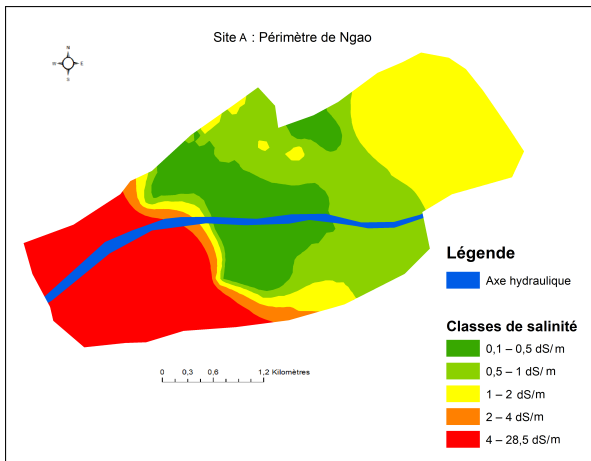 Site A : Périmètre de Ngao
N
W E
S
Légende
Axe hydraulique
Classes de salinité
0,1 – 0,5 dS/m
0,5 – 1 dS/m
1 – 2 dS/m
2 – 4 dS/m
4 – 28,5 dS/m
0 0,3 0,6 1,2 Kilomètres